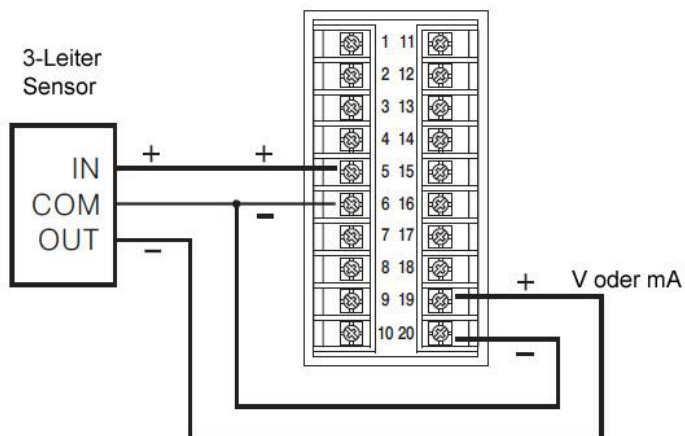 3-Leiter
Sensor
IN
COM
OUT
+
+
−
−
1 11
2 12
3 13
4 14
5 15
6 16
7 17
8 18
9 19
10 20
+
−
V oder mA